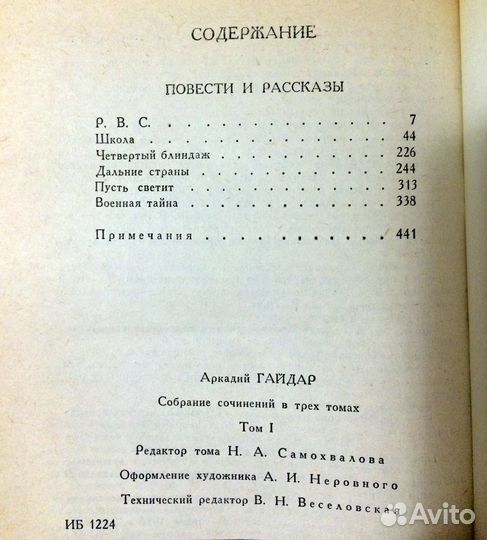 СОДЕРЖАНИЕ
ПОВЕСТИ И РАССКАЗЫ
Р. В. С. . . . . . . . . . . . . . . 7
Школа . . . . . . . . . . . . . . 44
Четвертый блиндаж . . . . . . . . . 226
Дальние страны . . . . . . . . . . 244
Пусть светит . . . . . . . . . . . 313
Военная тайна . . . . . . . . . . . 338
Примечания . . . . . . . . . . . 441
Аркадий ГАЙДАР
Собрание сочинений в трех томах
Том I
Редактор тома Н. А. Самохвалова
Оформление художника А. И. Неровного
Технический редактор В. Н. Веселовская
ИБ 1224
Avito